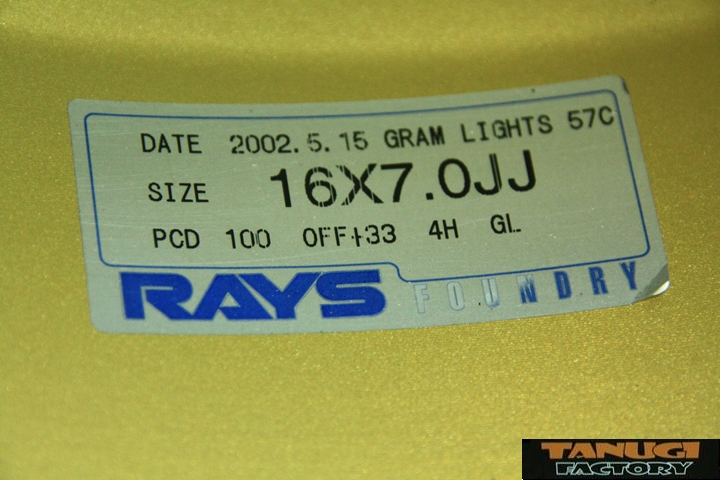 DATE 2002.5.15 GRAM LIGHTS 57C
SIZE 16X7.0JJ
PCD 100 OFF+33 4H GL
RAYS FOUNDRY
TANUGI
FACTORY